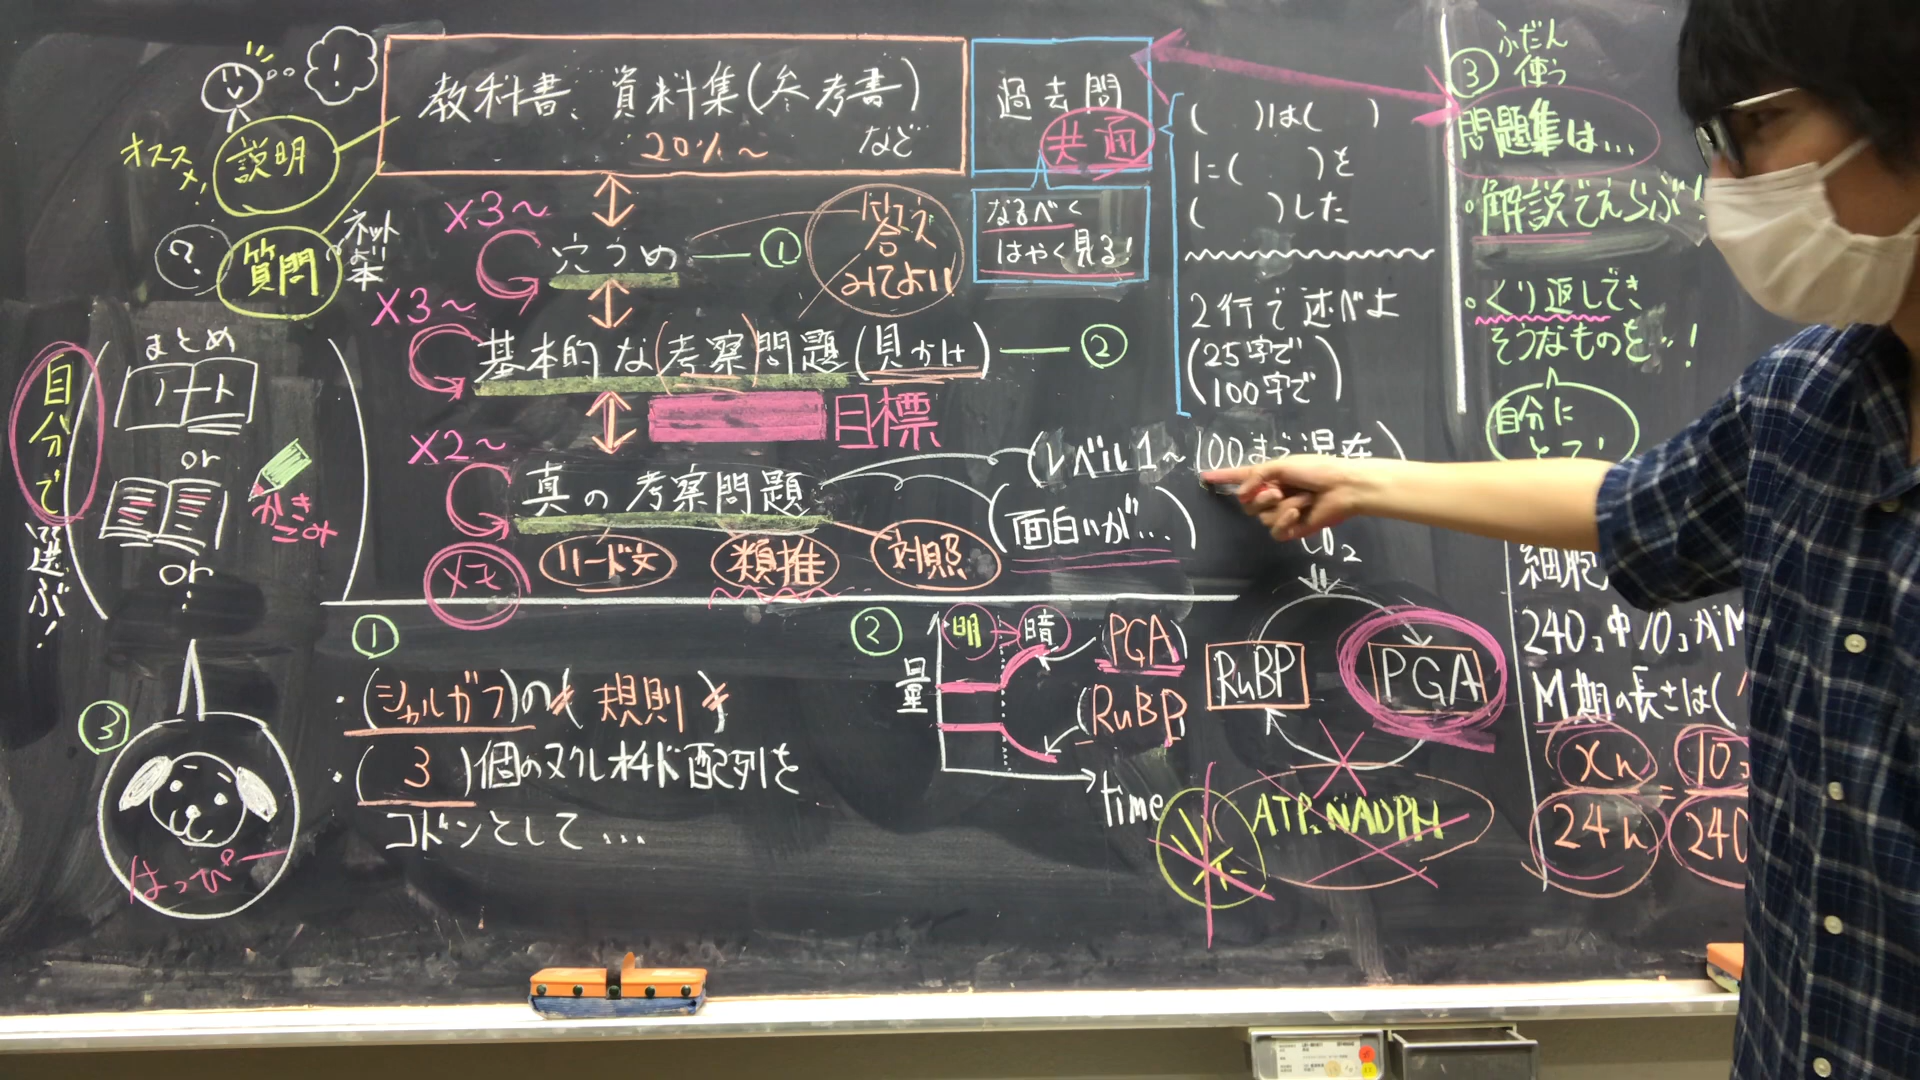 !
教科書、資料集(参考書)
20%~
など
オススメ!
説明
?
質問
ネット
本
過去問
共通
なるべく
はやく見る!
( )は( )
に( )を
( )した
2行で述べよ
(25字で
100字で)
③ ふだん
使う
問題集は…
・解説でえらぶ!
・くり返しでき
そうなものを…!
自分に
とって!
×3~
穴うめ
①
答え
みてよい!
×3~
基本的な(考察)問題(見かけ)
②
目標
×2~
真の考察問題
(レベル1~100まで混在)
(面白いが…)
リード文
類推
対照
自分で
選ぶ!
まとめ
ノート
or
かき
こみ
or
③
はっぴー
①
・(シャルガフ)の( 規則 )
・( 3 )個のヌクレオチド配列を
コドンとして…
②
量
明
暗
PGA
(RuBP)
time
CO2
RuBP
PGA
ATP、NADPH
細胞
240コ中10コがM
M期の長さは(
xh
10コ
=
24h
240